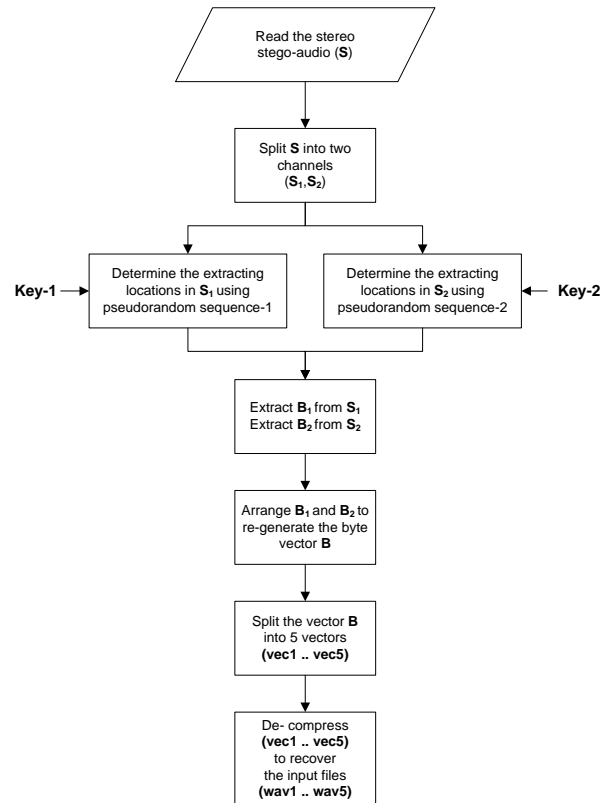 Read the stereo
stego-audio (S)
Split S into two
channels
(S₁,S₂)
Key-1
Determine the extracting
locations in S₁ using
pseudorandom sequence-1
Determine the extracting
locations in S₂ using
pseudorandom sequence-2
Key-2
Extract B₁ from S₁
Extract B₂ from S₂
Arrange B₁ and B₂ to
re-generate the byte
vector B
Split the vector B
into 5 vectors
(vec1 .. vec5)
De- compress
(vec1 .. vec5)
to recover
the input files
(wav1 .. wav5)